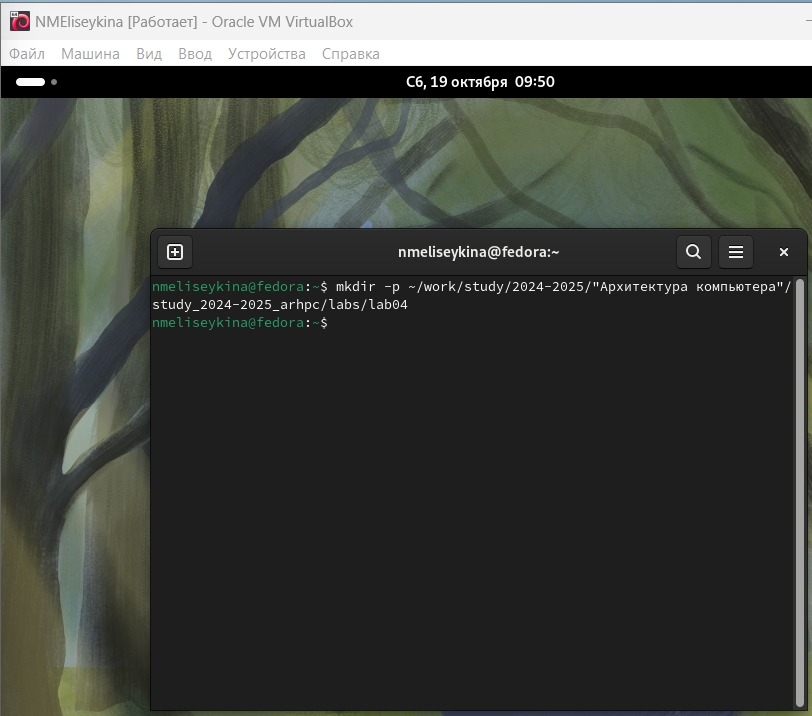 NMEliseykina [Работает] - Oracle VM VirtualBox
Файл Машина Вид Ввод Устройства Справка
Сб, 19 октября 09:50
nmeliseykina@fedora:~
nmeliseykina@fedora:~$ mkdir -p ~/work/study/2024-2025/"Архитектура компьютера"/
study_2024-2025_arhpc/labs/lab04
nmeliseykina@fedora:~$